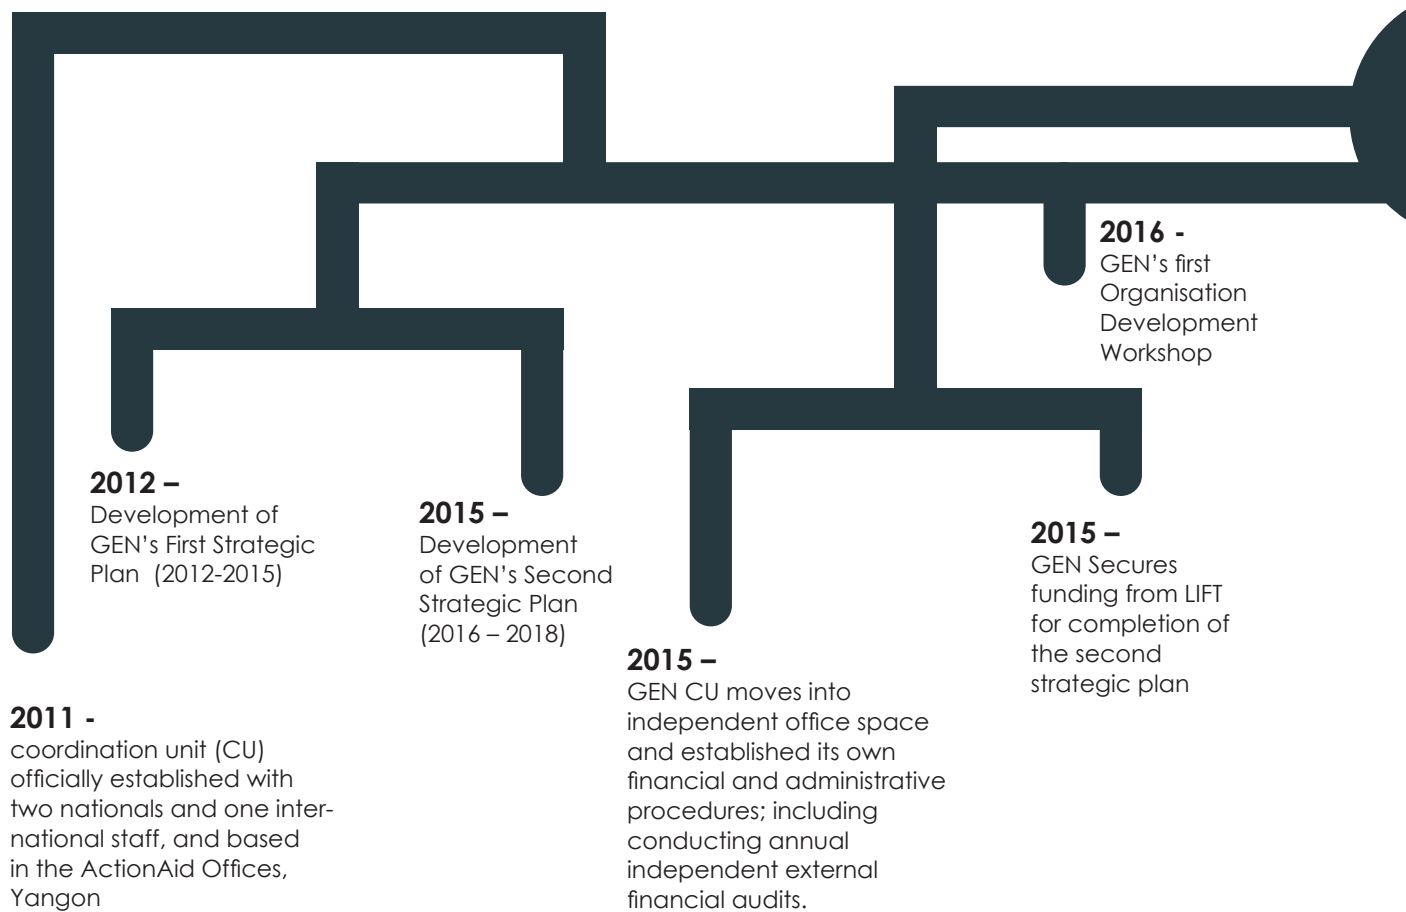 2011 -
coordination unit (CU)
officially established with
two nationals and one inter-
national staff, and based
in the ActionAid Offices,
Yangon
2012 –
Development of
GEN’s First Strategic
Plan  (2012-2015)
2015 –
Development
of GEN’s Second
Strategic Plan
(2016 – 2018)
2015 –
GEN CU moves into
independent office space
and established its own
financial and administrative
procedures; including
conducting annual
independent external
financial audits.
2015 –
GEN Secures
funding from LIFT
for completion of
the second
strategic plan
2016 -
GEN’s first
Organisation
Development
Workshop